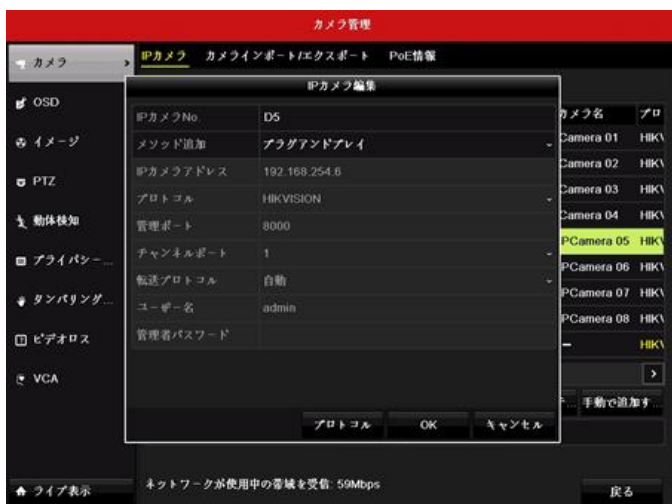 カメラ管理
カメラ
OSD
イメージ
PTZ
動体検知
プライバシー...
タンパリング...
ビデオロス
VCA
ライブ表示
IPカメラ カメラインポート/エクスポート PoE情報
IPカメラ編集
IPカメラNo. D5
メソッド追加 プラグアンドプレイ
IPカメラアドレス 192.168.254.6
プロトコル HIKVISION
管理ポート 8000
チャンネルポート 1
転送プロトコル 自動
ユーザー名 admin
管理者パスワード
プロトコル OK キャンセル
カメラ名 プロ
Camera 01 HIKV
Camera 02 HIKV
Camera 03 HIKV
Camera 04 HIKV
PCamera 05 HIKV
PCamera 06 HIKV
PCamera 07 HIKV
PCamera 08 HIKV
HIKV
手動で追加す...
ネットワークが使用中の帯域を受信: 59Mbps
戻る